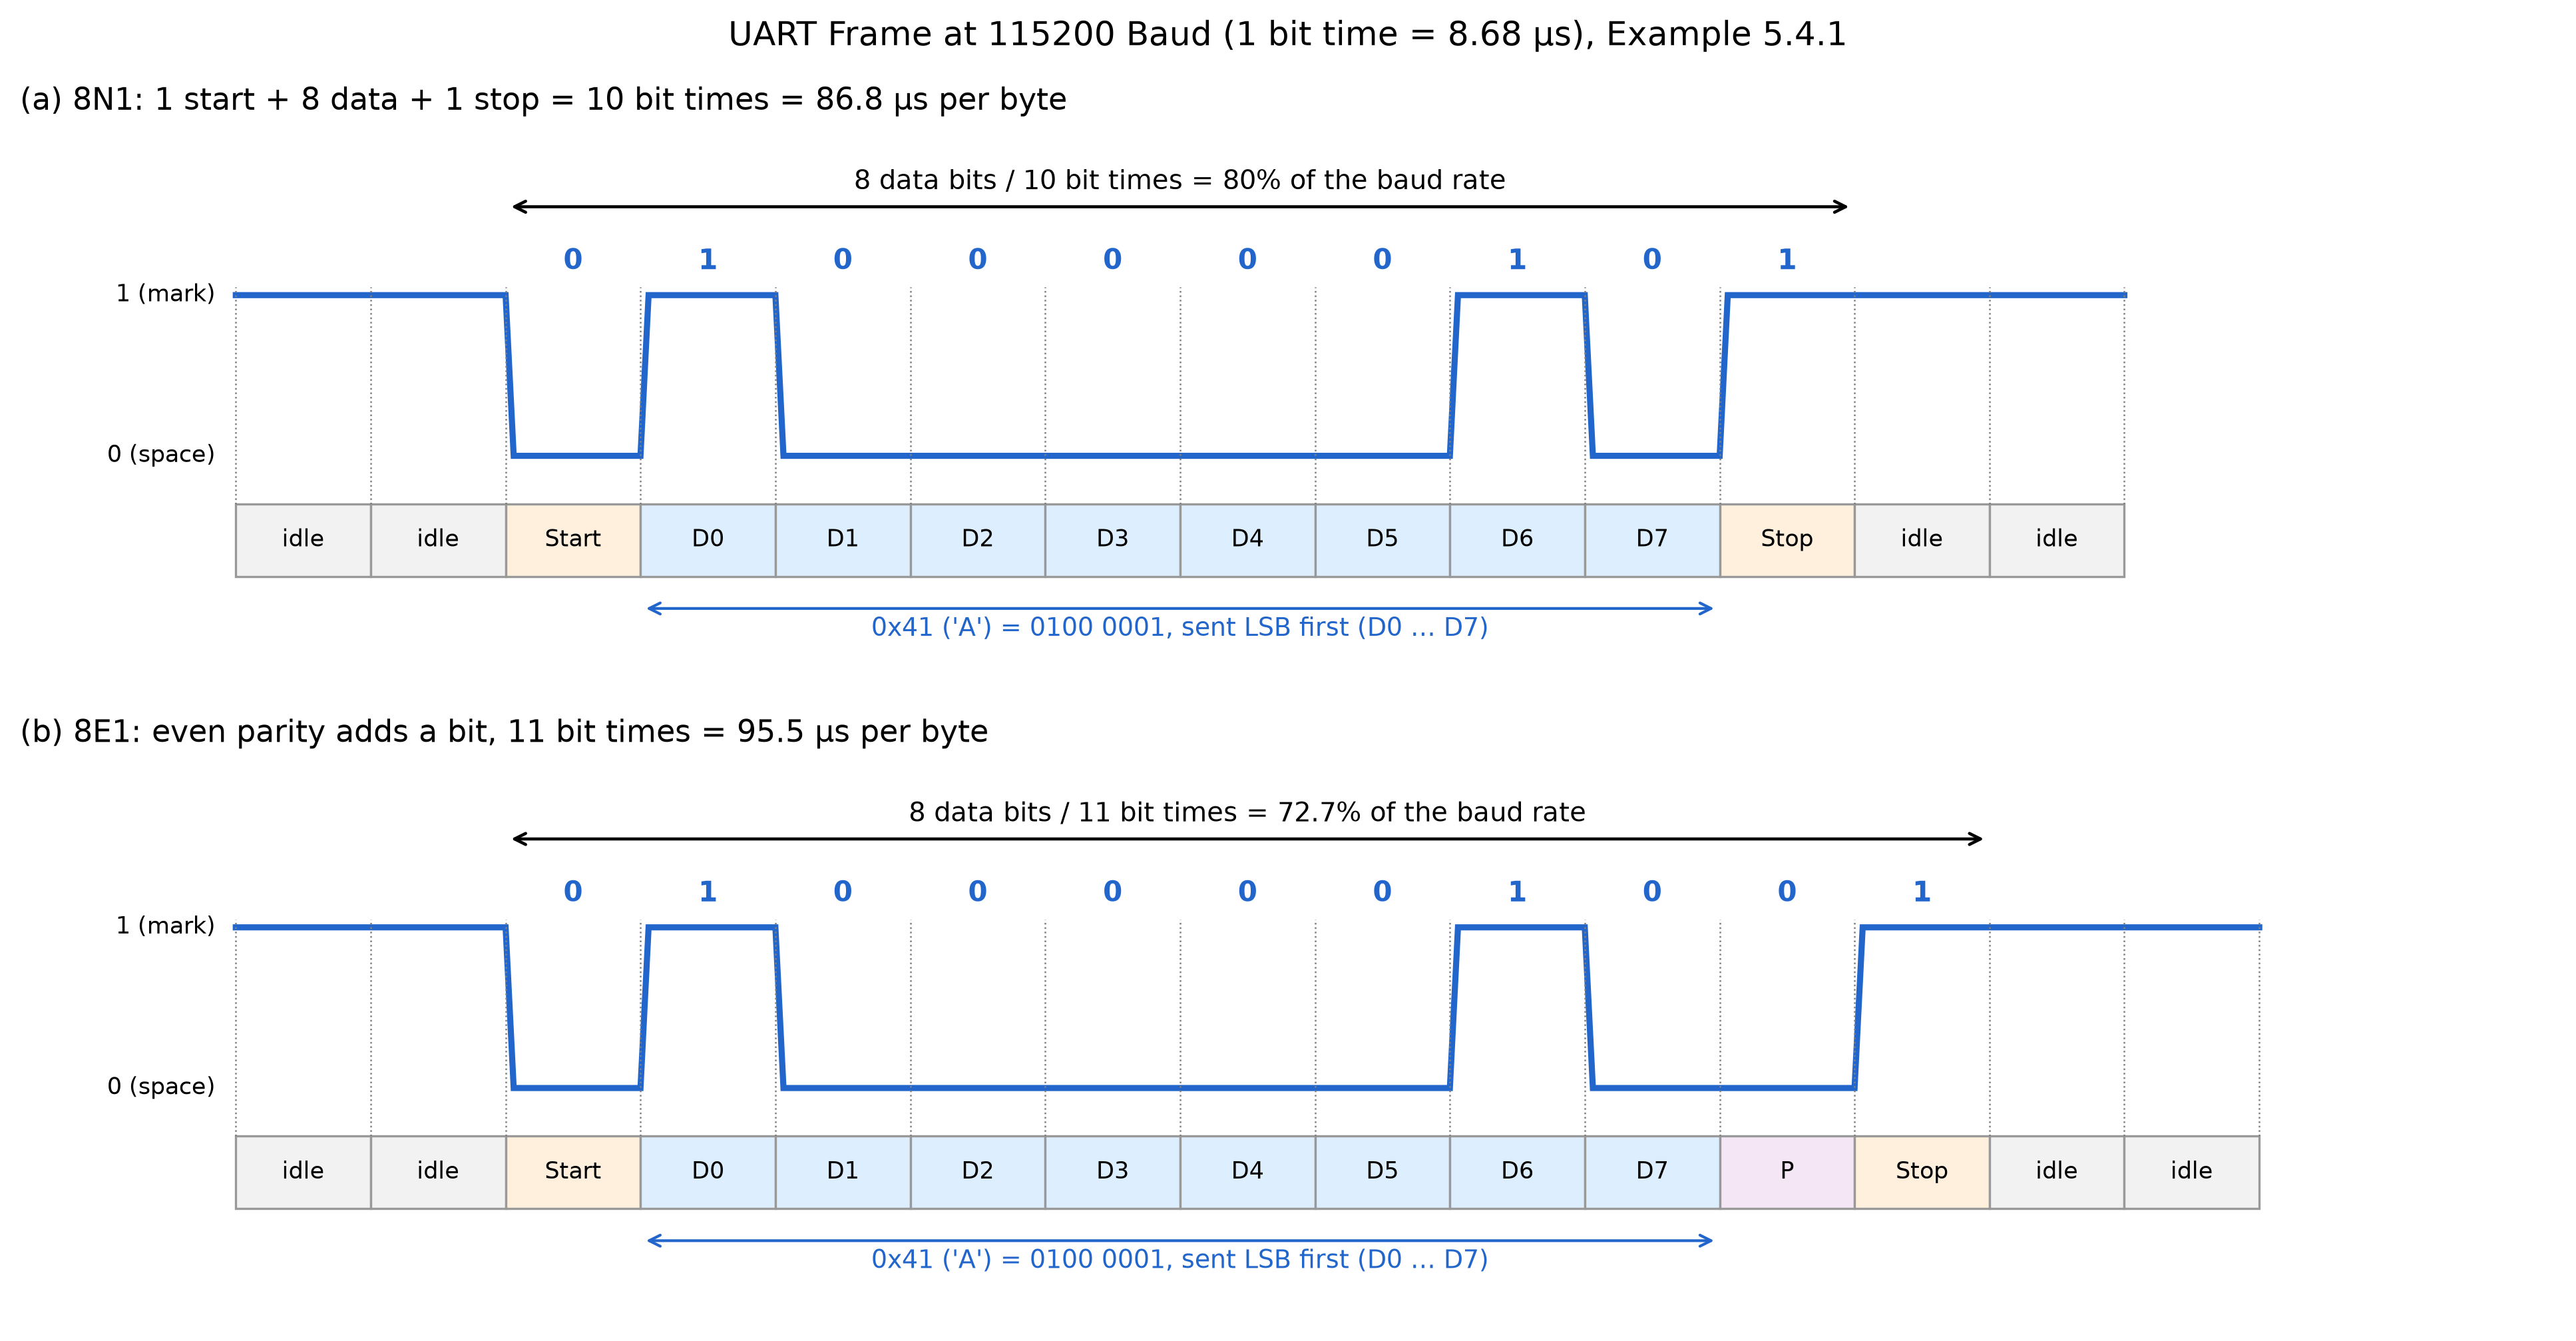 UART Frame at 115200 Baud (1 bit time = 8.68 µs), Example 5.4.1
(a) 8N1: 1 start + 8 data + 1 stop = 10 bit times = 86.8 µs per byte
8 data bits / 10 bit times = 80% of the baud rate
0 1 0 0 0 0 0 1 0 1
1 (mark)
0 (space)
idle idle Start D0 D1 D2 D3 D4 D5 D6 D7 Stop idle idle
0x41 ('A') = 0100 0001, sent LSB first (D0 … D7)
(b) 8E1: even parity adds a bit, 11 bit times = 95.5 µs per byte
8 data bits / 11 bit times = 72.7% of the baud rate
0 1 0 0 0 0 0 1 0 0 1
1 (mark)
0 (space)
idle idle Start D0 D1 D2 D3 D4 D5 D6 D7 P Stop idle idle
0x41 ('A') = 0100 0001, sent LSB first (D0 … D7)